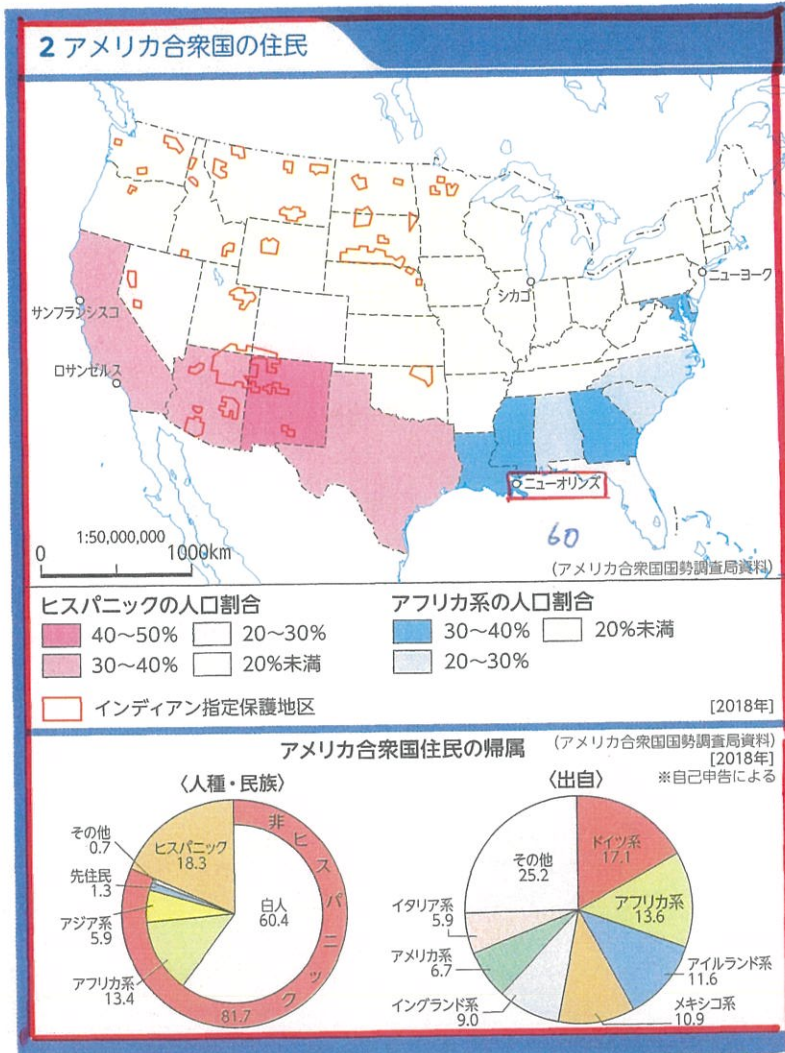 2 アメリカ合衆国の住民
サンフランシスコ
ロサンゼルス
シカゴ
ニューヨーク
ニューオリンズ
60
1:50,000,000
0 1000km
(アメリカ合衆国国勢調査局資料)
ヒスパニックの人口割合
40~50% 20~30%
30~40% 20%未満
インディアン指定保護地区
アフリカ系の人口割合
30~40% 20%未満
20~30%
[2018年]
アメリカ合衆国住民の帰属
(アメリカ合衆国国勢調査局資料)
[2018年]
※自己申告による
〈人種・民族〉
非ヒスパニック
81.7
白人
60.4
アフリカ系
13.4
アジア系
5.9
先住民
1.3
その他
0.7
ヒスパニック
18.3
〈出自〉
ドイツ系
17.1
アフリカ系
13.6
アイルランド系
11.6
メキシコ系
10.9
イングランド系
9.0
アメリカ系
6.7
イタリア系
5.9
その他
25.2